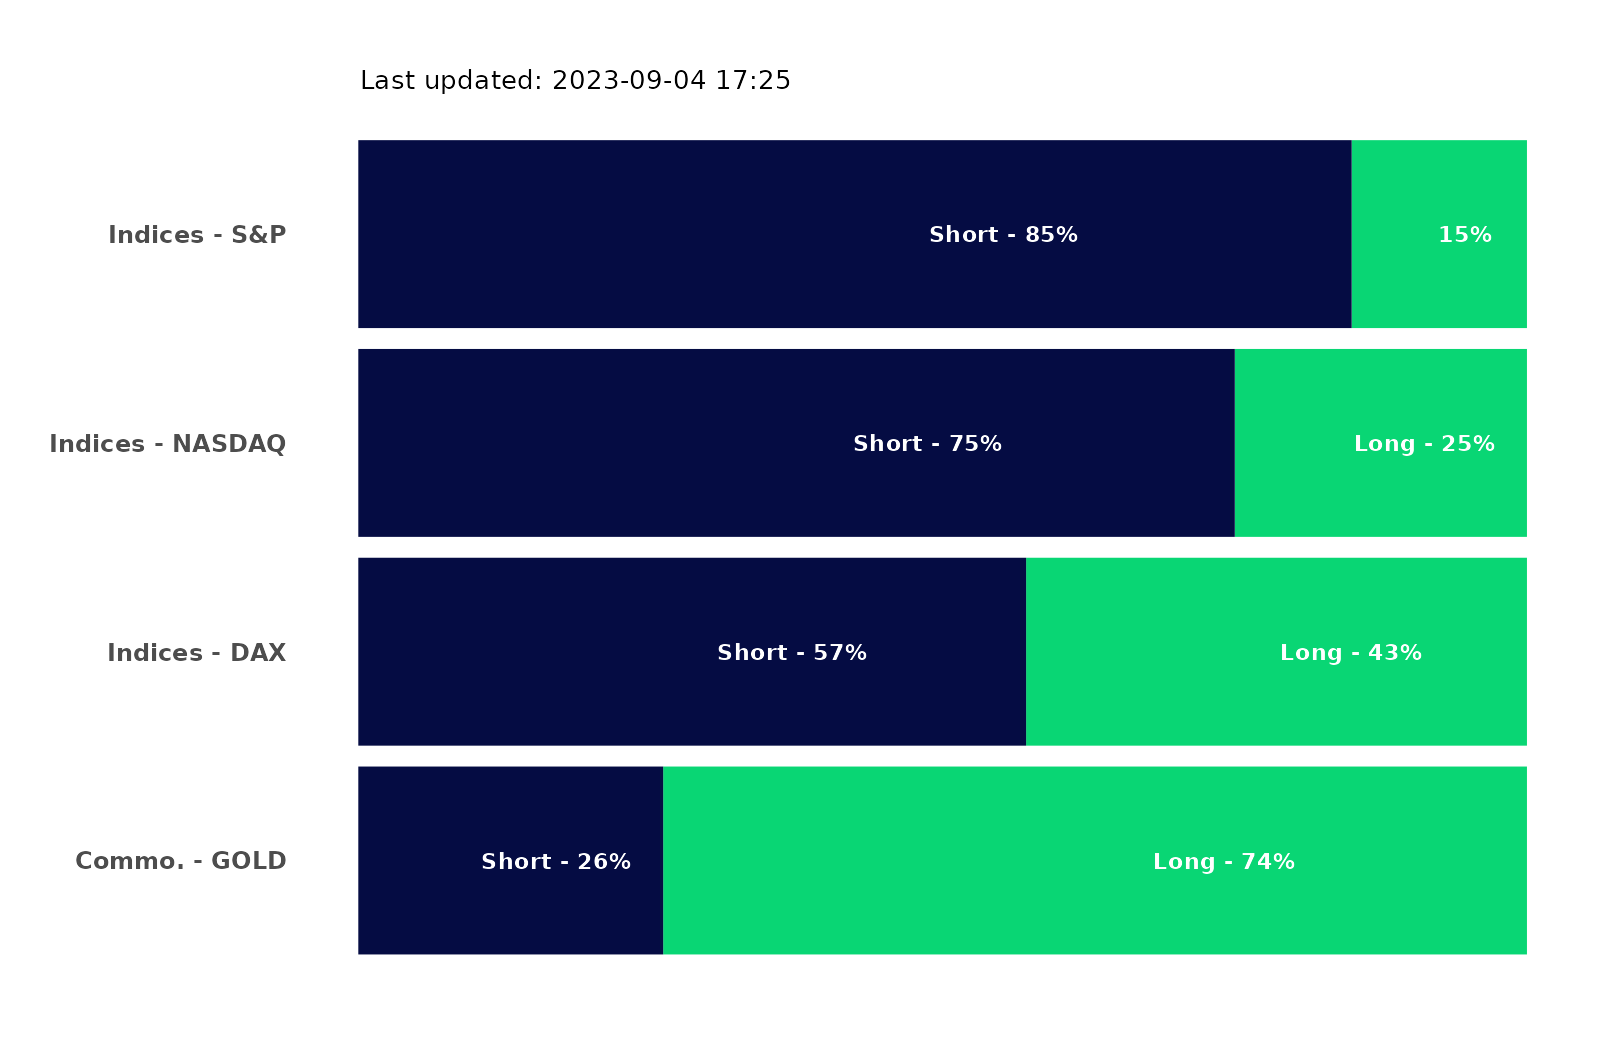 Last updated: 2023-09-04 17:25
Indices - S&P
Short - 85%
15%
Indices - NASDAQ
Short - 75%
Long - 25%
Indices - DAX
Short - 57%
Long - 43%
Commo. - GOLD
Short - 26%
Long - 74%